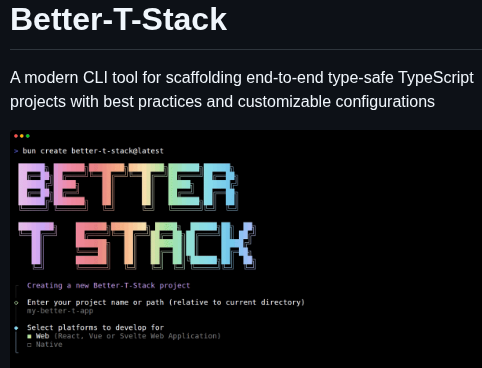 Better-T-Stack
A modern CLI tool for scaffolding end-to-end type-safe TypeScript
projects with best practices and customizable configurations
> bun create better-t-stack@latest
BETTER
T STACK
Creating a new Better-T-Stack project
Enter your project name or path (relative to current directory)
my-better-t-app
Select platforms to develop for
Web (React, Vue or Svelte Web Application)
Native